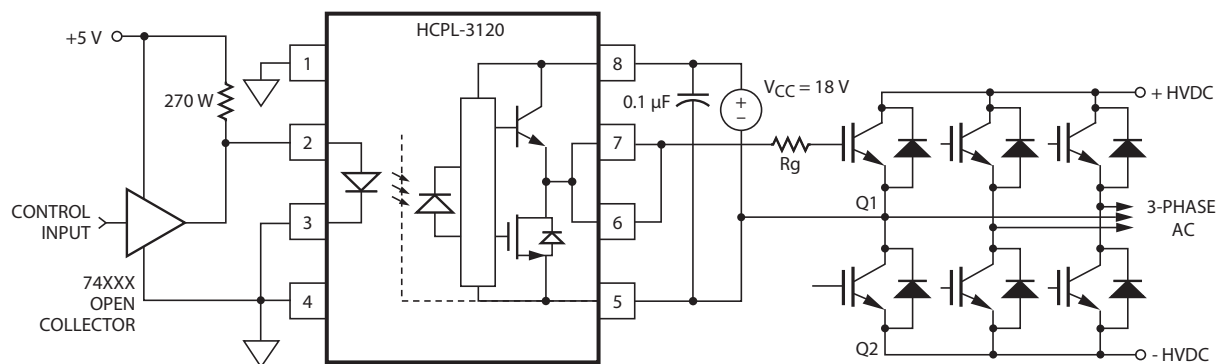 HCPL-3120
+5 V
270 W
1
2
3
4
8
7
6
5
0.1 µF
VCC = 18 V
+
−
Rg
+ HVDC
Q1
3-PHASE
AC
CONTROL
INPUT
74XXX
OPEN
COLLECTOR
Q2
- HVDC